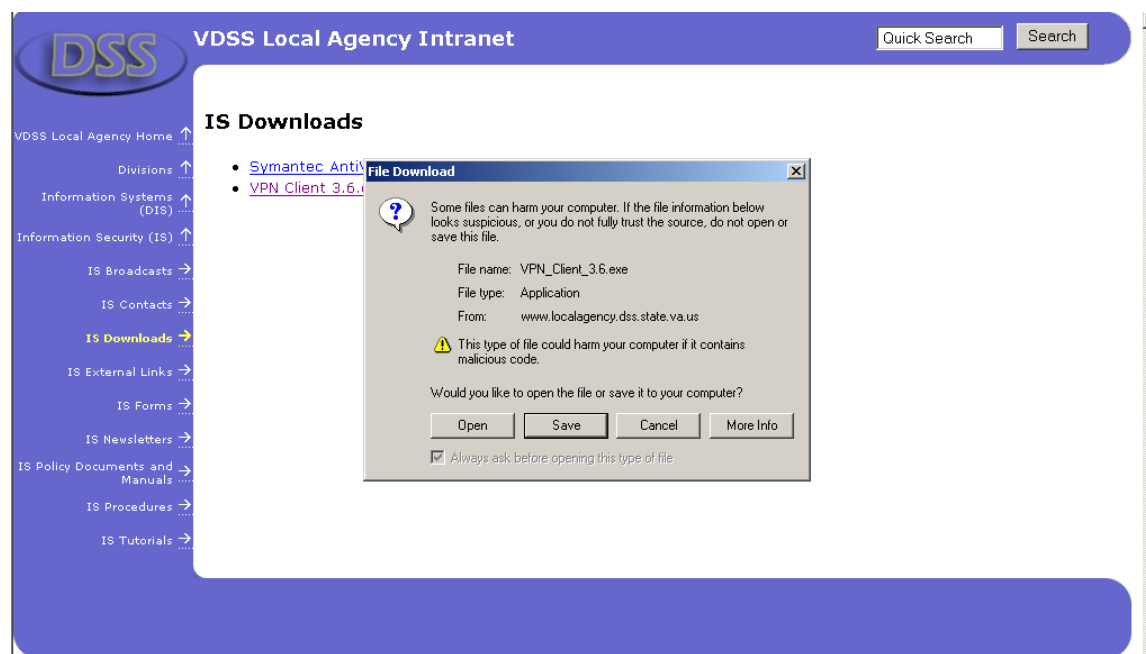 DSS
VDSS Local Agency Intranet
Quick Search
Search
VDSS Local Agency Home
Divisions
Information Systems
(DIS)
Information Security (IS)
IS Broadcasts
IS Contacts
IS Downloads
IS External Links
IS Forms
IS Newsletters
IS Policy Documents and
Manuals
IS Procedures
IS Tutorials
IS Downloads
Symantec Anti
VPN Client 3.6.
File Download
Some files can harm your computer. If the file information below
looks suspicious, or you do not fully trust the source, do not open or
save this file.
File name: VPN_Client_3.6.exe
File type: Application
From: www.localagency.dss.state.va.us
This type of file could harm your computer if it contains
malicious code.
Would you like to open the file or save it to your computer?
Open
Save
Cancel
More Info
Always ask before opening this type of file